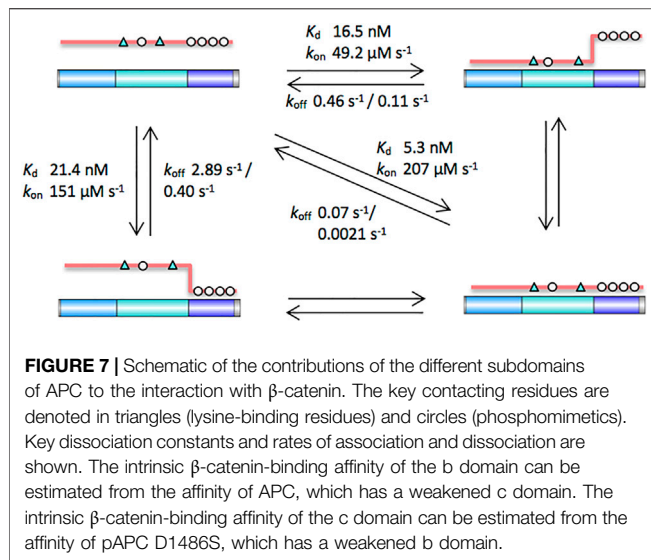 Kd 16.5 nM
kon 49.2 µM s-1
koff 0.46 s-1 / 0.11 s-1
Kd 21.4 nM
kon 151 µM s-1
koff 2.89 s-1/
0.40 s-1
Kd 5.3 nM
kon 207 µM s-1
koff 0.07 s-1/
0.0021 s-1
FIGURE 7 | Schematic of the contributions of the different subdomains
of APC to the interaction with β-catenin. The key contacting residues are
denoted in triangles (lysine-binding residues) and circles (phosphomimetics).
Key dissociation constants and rates of association and dissociation are
shown. The intrinsic β-catenin-binding affinity of the b domain can be
estimated from the affinity of APC, which has a weakened c domain. The
intrinsic β-catenin-binding affinity of the c domain can be estimated from the
affinity of pAPC D1486S, which has a weakened b domain.